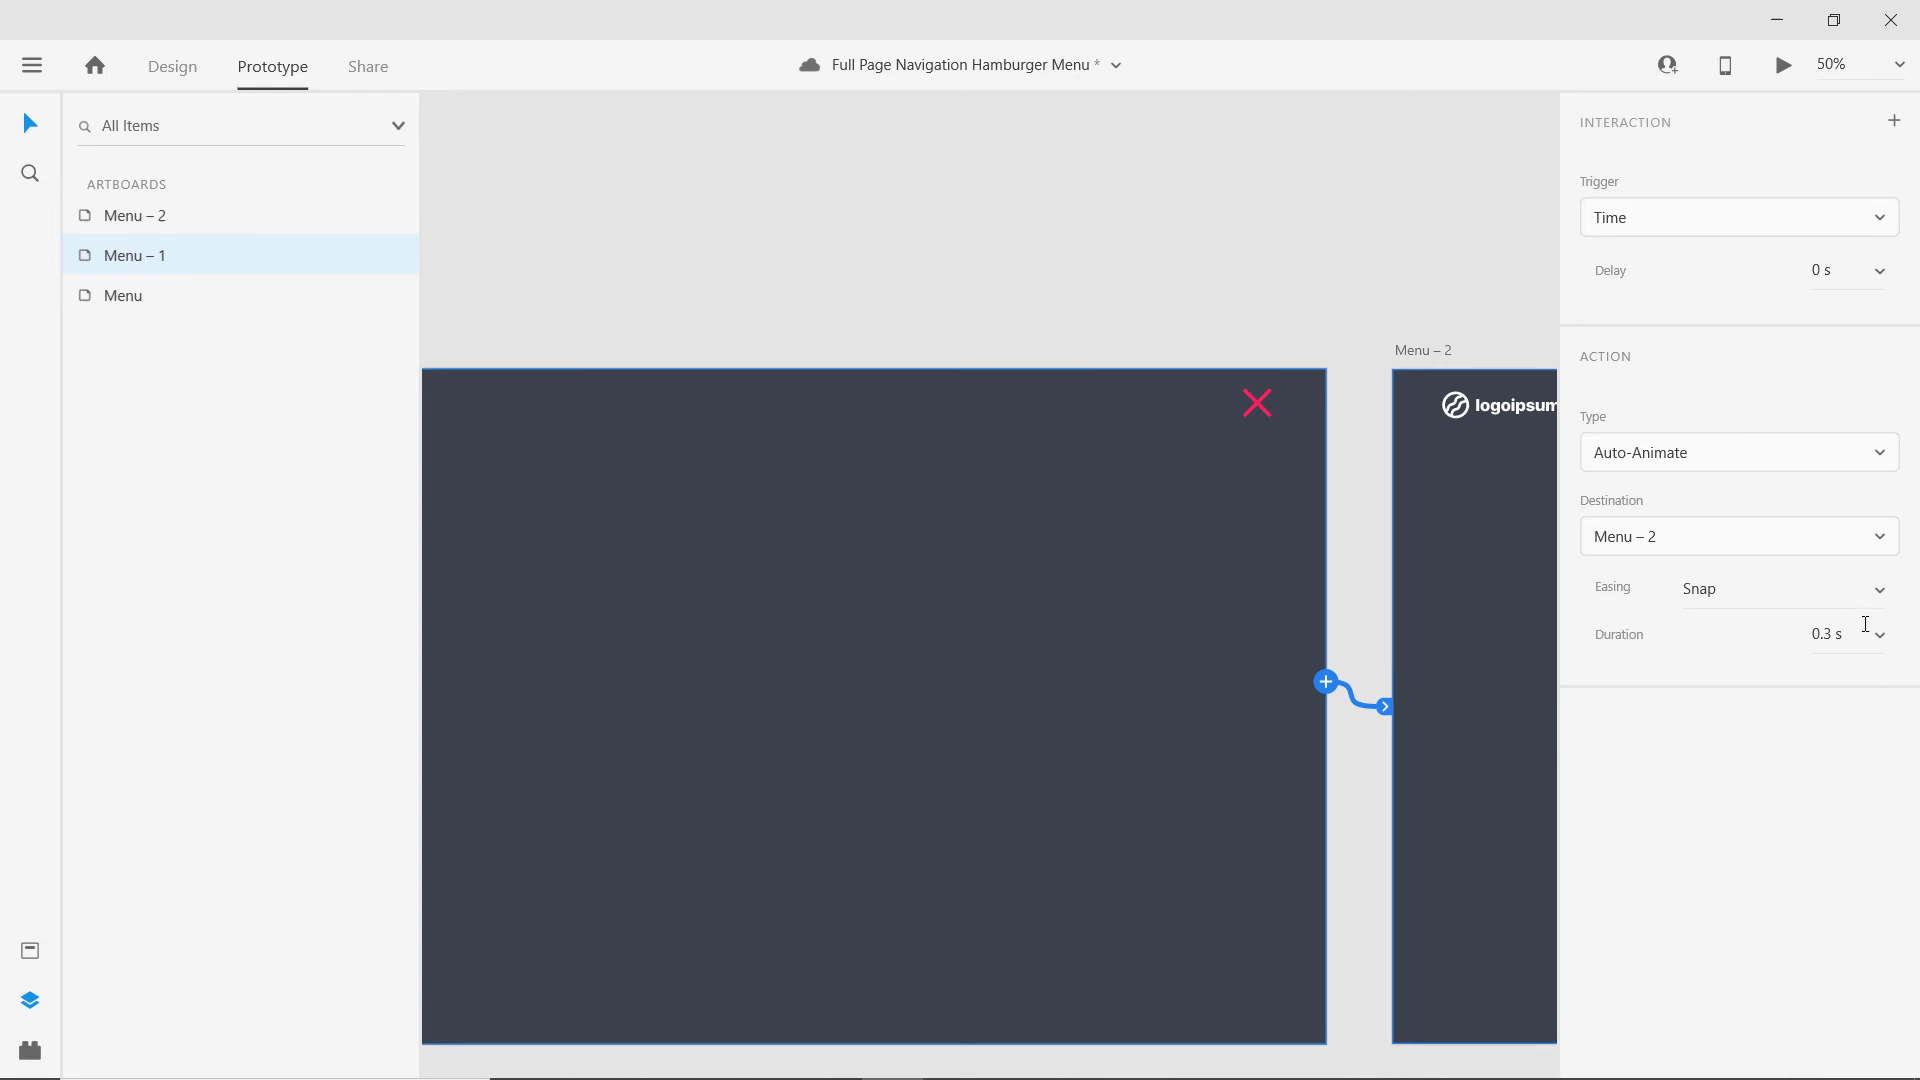 Design
Prototype
Share
Full Page Navigation Hamburger Menu *
50%
All Items
ARTBOARDS
Menu – 2
Menu – 1
Menu
Menu – 2
logoipsum
INTERACTION
Trigger
Time
Delay
0 s
ACTION
Type
Auto-Animate
Destination
Menu – 2
Easing
Snap
Duration
0.3 s